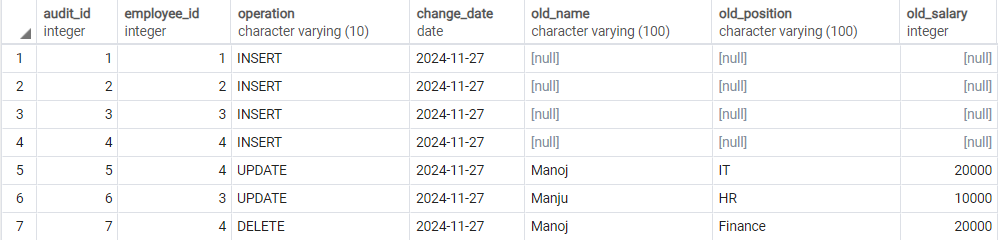 audit_id employee_id operation change_date old_name old_position old_salary
integer integer character varying (10) date character varying (100) character varying (100) integer
1 1 1 INSERT 2024-11-27 [null] [null] [null]
2 2 2 INSERT 2024-11-27 [null] [null] [null]
3 3 3 INSERT 2024-11-27 [null] [null] [null]
4 4 4 INSERT 2024-11-27 [null] [null] [null]
5 5 4 UPDATE 2024-11-27 Manoj IT 20000
6 6 3 UPDATE 2024-11-27 Manju HR 10000
7 7 4 DELETE 2024-11-27 Manoj Finance 20000